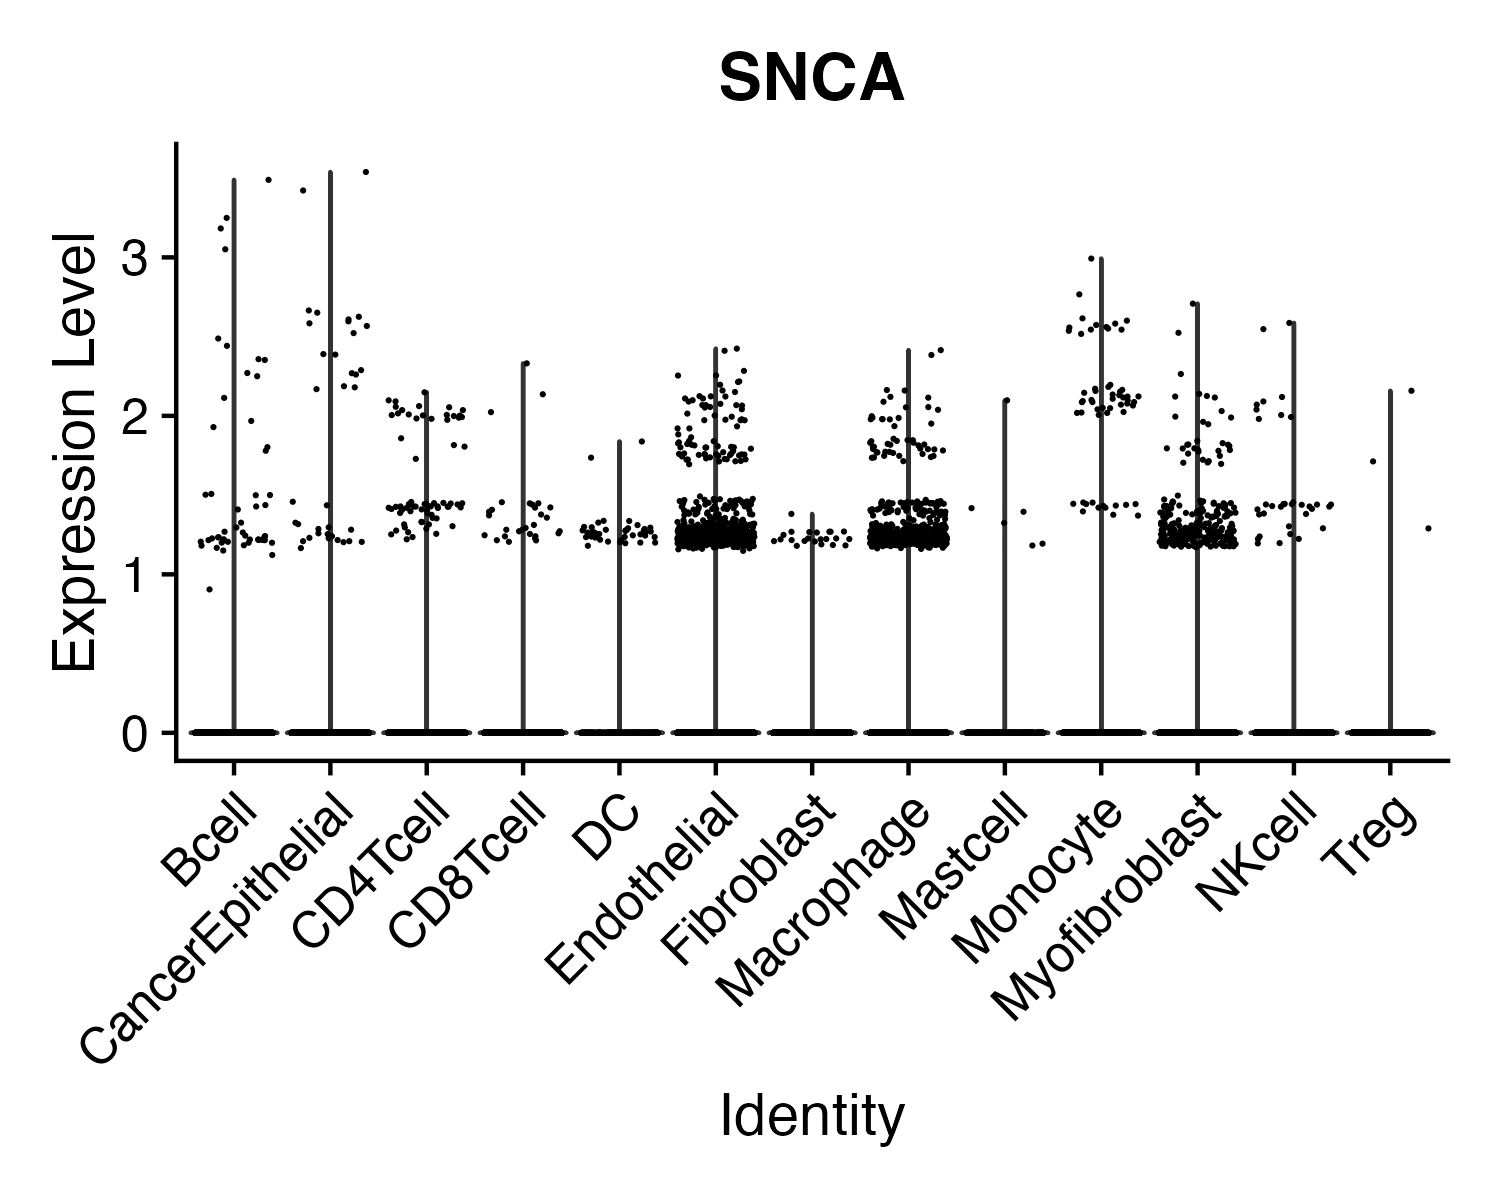 SNCA
Expression Level
3
2
1
0
Bcell
CancerEpithelial
CD4Tcell
CD8Tcell
DC
Endothelial
Fibroblast
Macrophage
Mastcell
Monocyte
Myofibroblast
NKcell
Treg
Identity